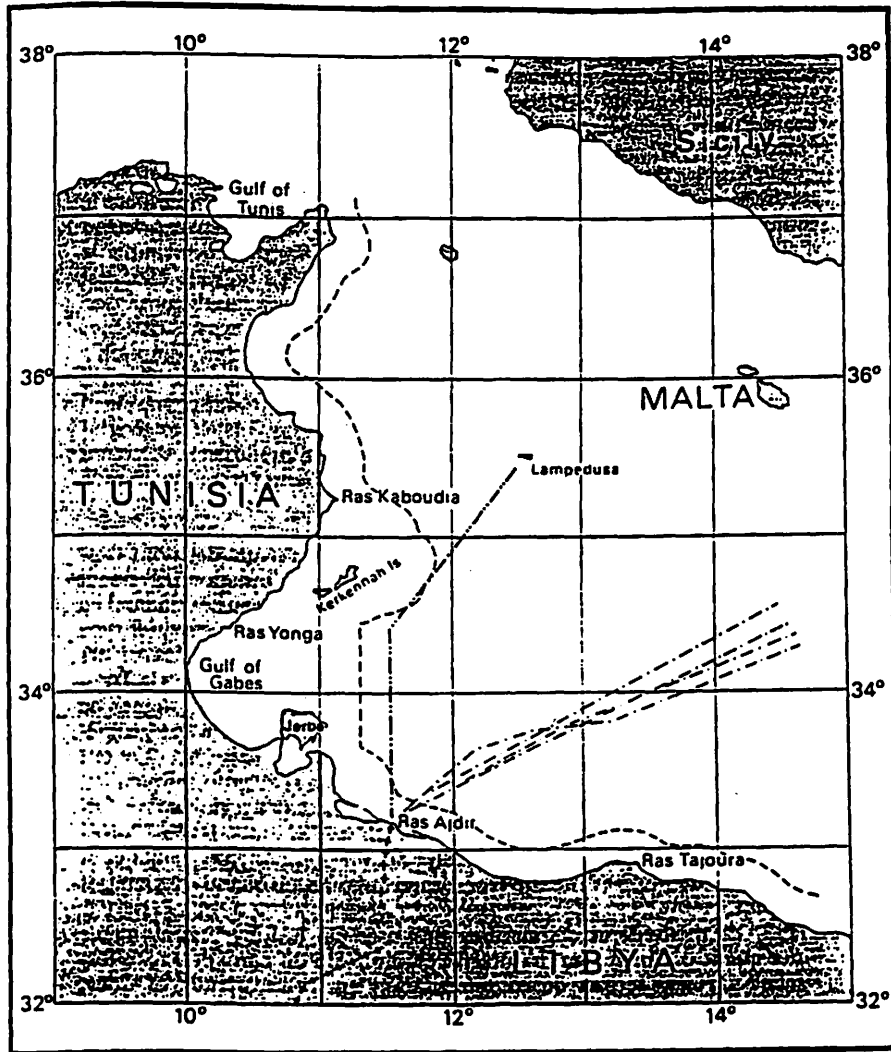 10° 12° 14°
38° 38°
Sicily
Gulf of
Tunis
36° 36°
MALTA
Lampedusa
TUNISIA
Ras Kaboudia
Kerkennah Is
Ras Yonga
Gulf of
Gabes
34° 34°
Jerba
Ras Ajdir
Ras Tajoura
LIBYA
32° 32°
10° 12° 14°